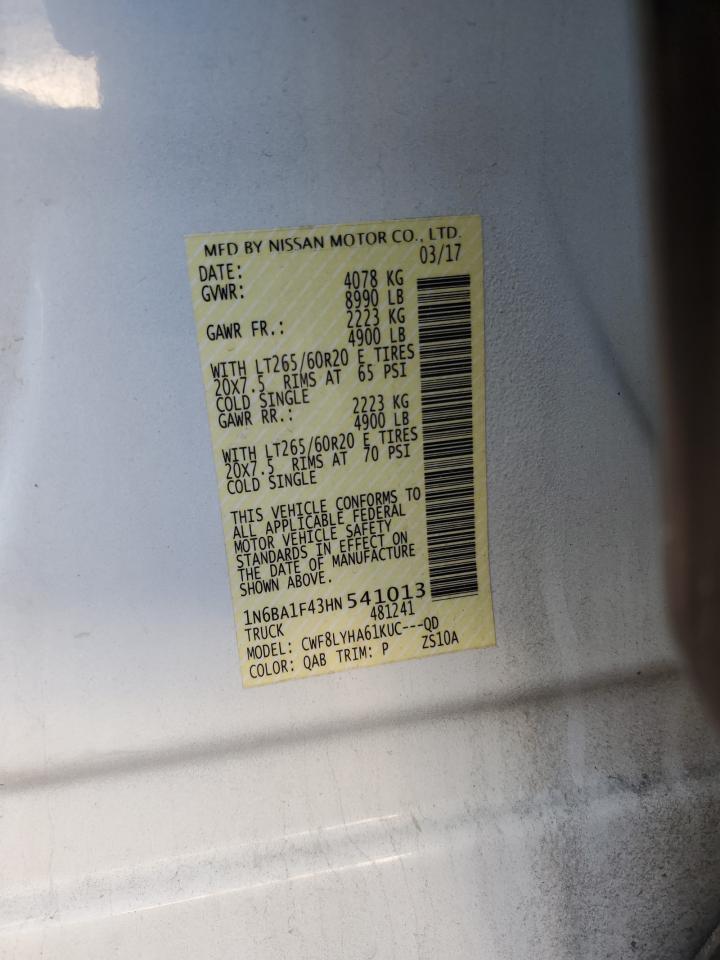 MFD BY NISSAN MOTOR CO., LTD.
DATE: 03/17
GVWR: 4078 KG
8990 LB
GAWR FR.: 2223 KG
4900 LB
WITH LT265/60R20 E TIRES
20X7.5 RIMS AT 65 PSI
COLD SINGLE
GAWR RR.: 2223 KG
4900 LB
WITH LT265/60R20 E TIRES
20X7.5 RIMS AT 70 PSI
COLD SINGLE
THIS VEHICLE CONFORMS TO
ALL APPLICABLE FEDERAL
MOTOR VEHICLE SAFETY
STANDARDS IN EFFECT ON
THE DATE OF MANUFACTURE
SHOWN ABOVE.
1N6BA1F43HN541013
TRUCK 481241
MODEL: CWF8LYHA61KUC---QD
COLOR: QAB TRIM: P ZS10A